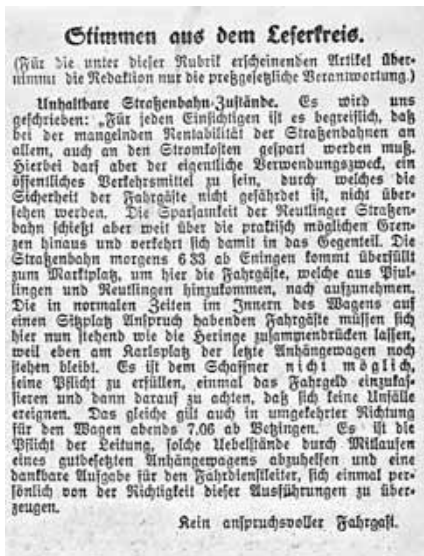 Stimmen aus dem Leserkreis.
(Für die unter dieser Rubrik erscheinenden Artikel über-
nimmt die Redaktion nur die preßgesetzliche Verantwortung.)
Unhaltbare Straßenbahn-Zustände. Es wird uns
geschrieben: „Für jeden Einsichtigen ist es begreiflich, daß
bei der mangelnden Rentabilität der Straßenbahnen an
allem, auch an den Stromkosten gespart werden muß.
Hierbei darf aber der eigentliche Verwendungszweck, ein
öffentliches Verkehrsmittel zu sein, durch welches die
Sicherheit der Fahrgäste nicht gefährdet ist, nicht über-
sehen werden. Die Sparsamkeit der Reutlinger Straßen-
bahn schießt aber weit über die praktisch möglichen Gren-
zen hinaus und verkehrt sich damit in das Gegenteil. Die
Straßenbahn morgens 6 33 ab Eningen kommt überfüllt
zum Marktplatz, um hier die Fahrgäste, welche aus Pful-
lingen und Reutlingen hinzukommen, noch aufzunehmen.
Die in normalen Zeiten im Innern des Wagens auf
einen Sitzplatz Anspruch habenden Fahrgäste müssen sich
hier nun stehend wie die Heringe zusammendrücken lassen,
weil eben am Karlsplatz der letzte Anhängewagen noch
stehen bleibt. Es ist dem Schaffner nicht möglich,
seine Pflicht zu erfüllen, einmal das Fahrgeld einzukas-
sieren und dann darauf zu achten, daß sich keine Unfälle
ereignen. Das gleiche gilt auch in umgekehrter Richtung
für den Wagen abends 7.06 ab Betzingen. Es ist die
Pflicht der Leitung, solche Uebelstände durch Mitlaufen
eines gutbesetzten Anhängewagens abzuhelfen und eine
dankbare Aufgabe für den Fahrdienstleiter, sich einmal per-
sönlich von der Richtigkeit dieser Ausführungen zu über-
zeugen.
Kein anspruchsvoller Fahrgast.